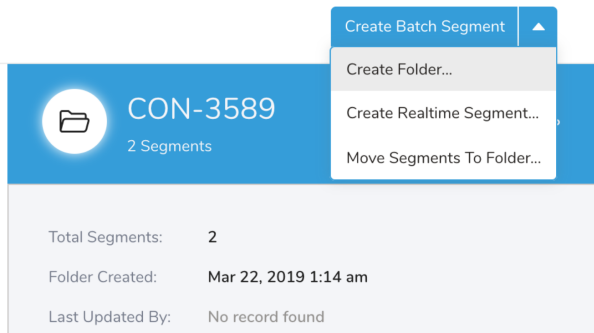 Create Batch Segment
Create Folder...
CON-3589
Create Realtime Segment...
2 Segments
Move Segments To Folder...
Total Segments: 2
Folder Created: Mar 22, 2019 1:14 am
Last Updated By: No record found